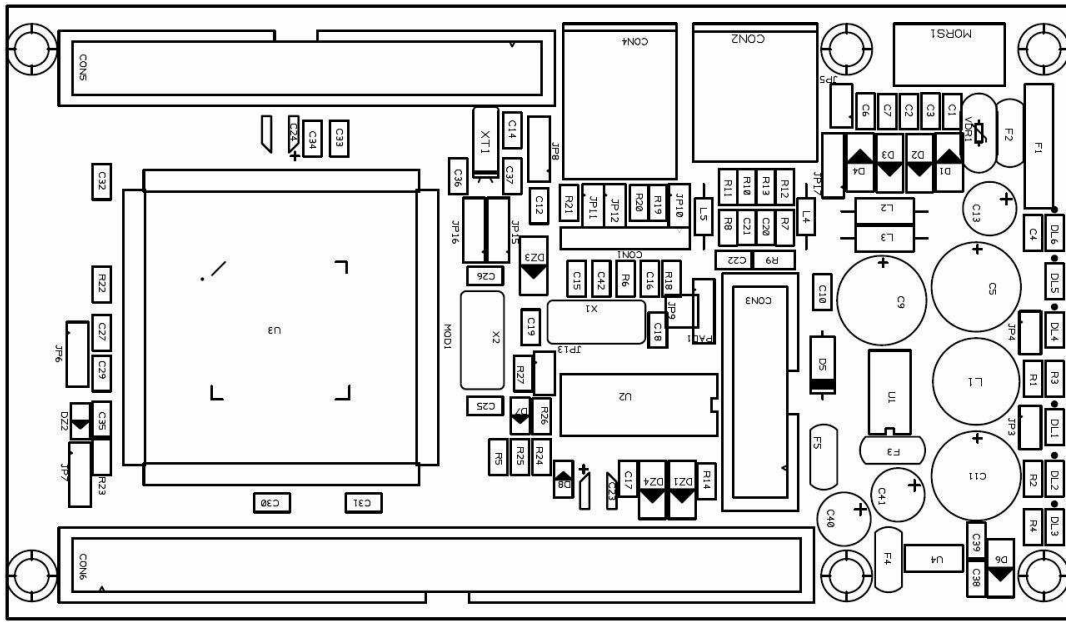 CON5
CON4
CON2
MORS1
JP5
C6
C7
C2
C3
C1
VDR1
F2
F1
C24
C34
C33
XT1
C14
JP8
C32
C36
C37
C12
R21
JP11
JP12
R20
R19
JP10
L5
R11
R10
R13
R12
JP17
D4
D3
D2
D1
R8
C21
C20
R7
L4
L2
L3
C13
C4
DL6
JP16
JP15
DZ3
CON1
C22
R9
R22
C26
C15
C42
R6
C16
R18
CON3
C10
C9
C5
DL5
U3
MOD1
X2
X1
JP9
PAD1
C27
C19
C18
JP13
JP6
C29
R27
JP4
DL4
D5
L1
R1
R3
U2
U1
DZ2
C35
C25
D7
R26
JP3
DL1
JP7
R23
R5
R25
R24
D8
C23
C17
DZ4
DZ1
R14
F5
F3
C11
R2
DL2
C30
C31
C41
C40
R4
DL3
CON6
F4
U4
C39
C38
D6